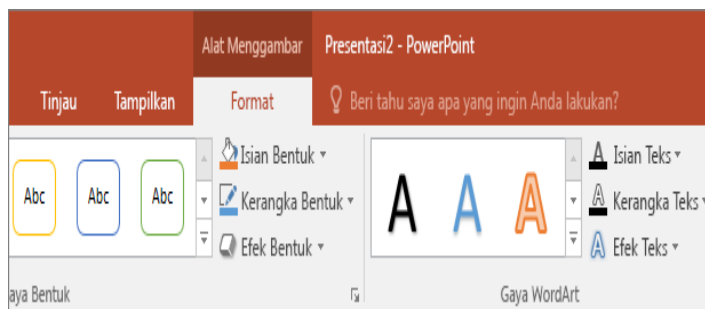 Alat Menggambar Presentasi2 - PowerPoint
Tinjau Tampilkan Format Beri tahu saya apa yang ingin Anda lakukan?
Abc Abc Abc
Isian Bentuk
Kerangka Bentuk
Efek Bentuk
A A A
A Isian Teks
A Kerangka Teks
A Efek Teks
aya Bentuk
Gaya WordArt